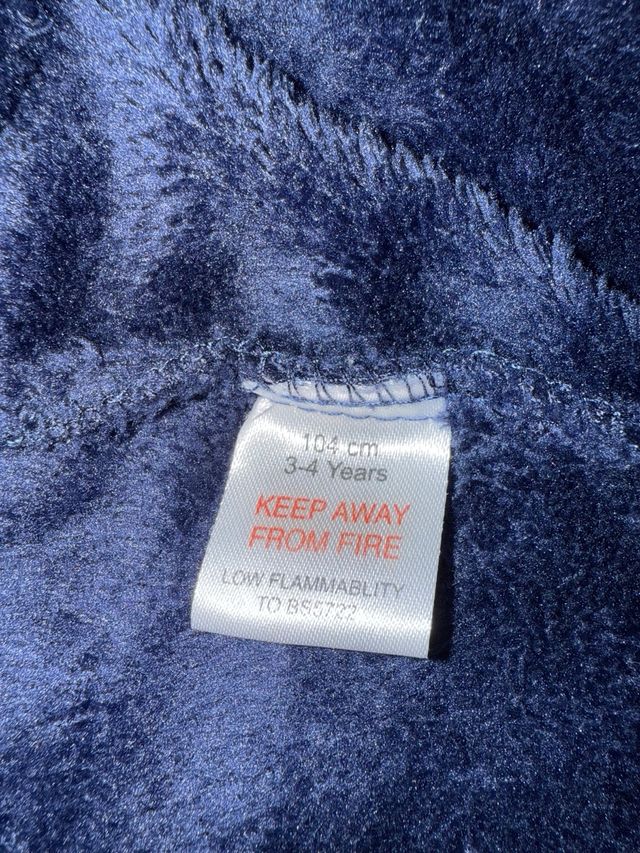 104 cm
3-4 Years
KEEP AWAY
FROM FIRE
LOW FLAMMABLITY
TO BS5722